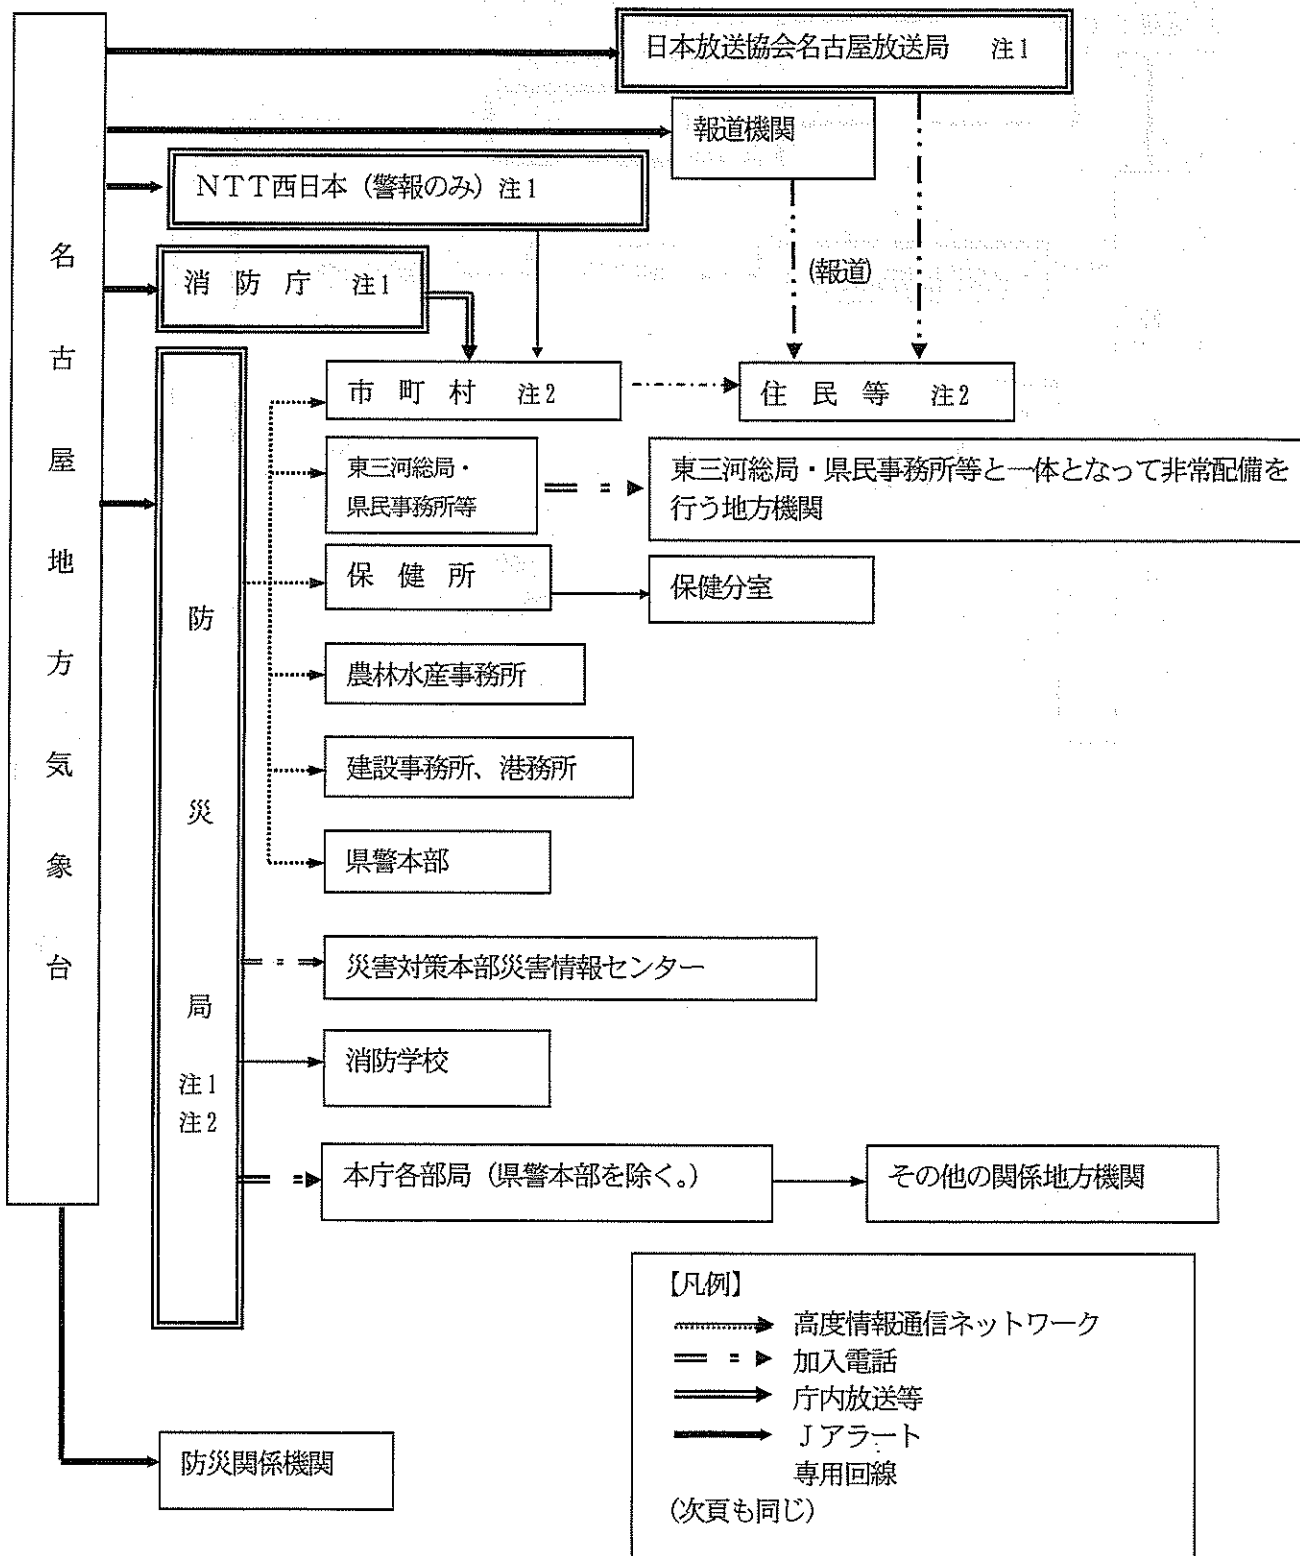 日本放送協会名古屋放送局 注1
報道機関
NTT西日本（警報のみ）注1
名古屋地方気象台
消防庁 注1
(報道)
市町村 注2
住民等 注2
東三河総局・
県民事務所等
東三河総局・県民事務所等と一体となって非常配備を
行う地方機関
保健所
保健分室
防災局
注1
注2
農林水産事務所
建設事務所、港務所
県警本部
災害対策本部災害情報センター
消防学校
本庁各部局（県警本部を除く。）
その他の関係地方機関
【凡例】
高度情報通信ネットワーク
加入電話
庁内放送等
Jアラート
専用回線
(次頁も同じ)
防災関係機関